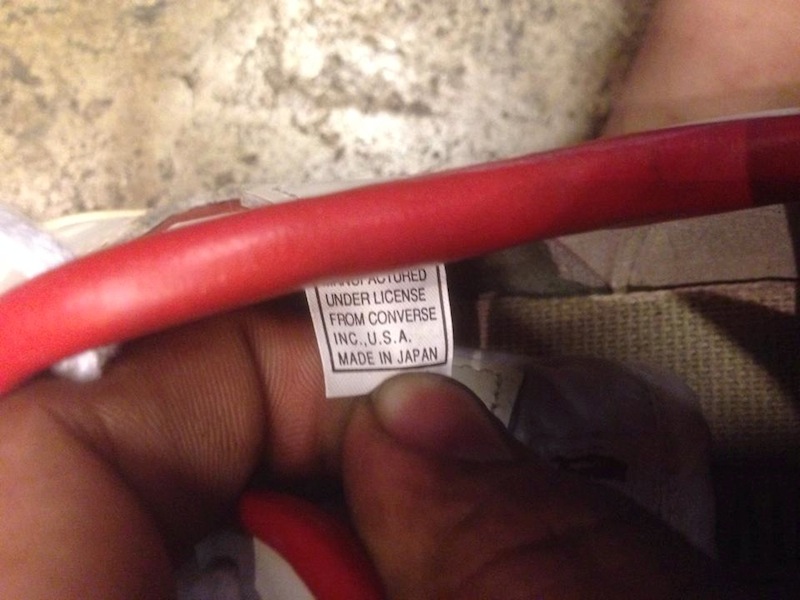 MANUFACTURED
UNDER LICENSE
FROM CONVERSE
INC.,U.S.A.
MADE IN JAPAN